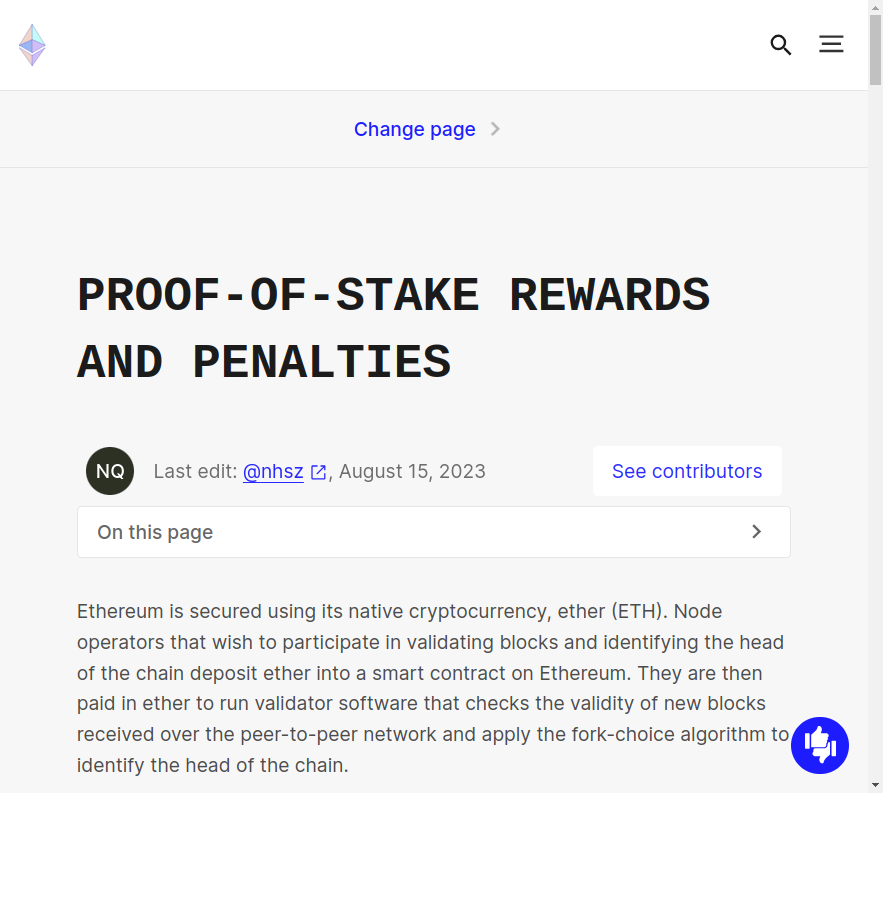 Change page
PROOF-OF-STAKE REWARDS
AND PENALTIES
NQ
Last edit: @nhsz, August 15, 2023
See contributors
On this page
Ethereum is secured using its native cryptocurrency, ether (ETH). Node
operators that wish to participate in validating blocks and identifying the head
of the chain deposit ether into a smart contract on Ethereum. They are then
paid in ether to run validator software that checks the validity of new blocks
received over the peer-to-peer network and apply the fork-choice algorithm to
identify the head of the chain.